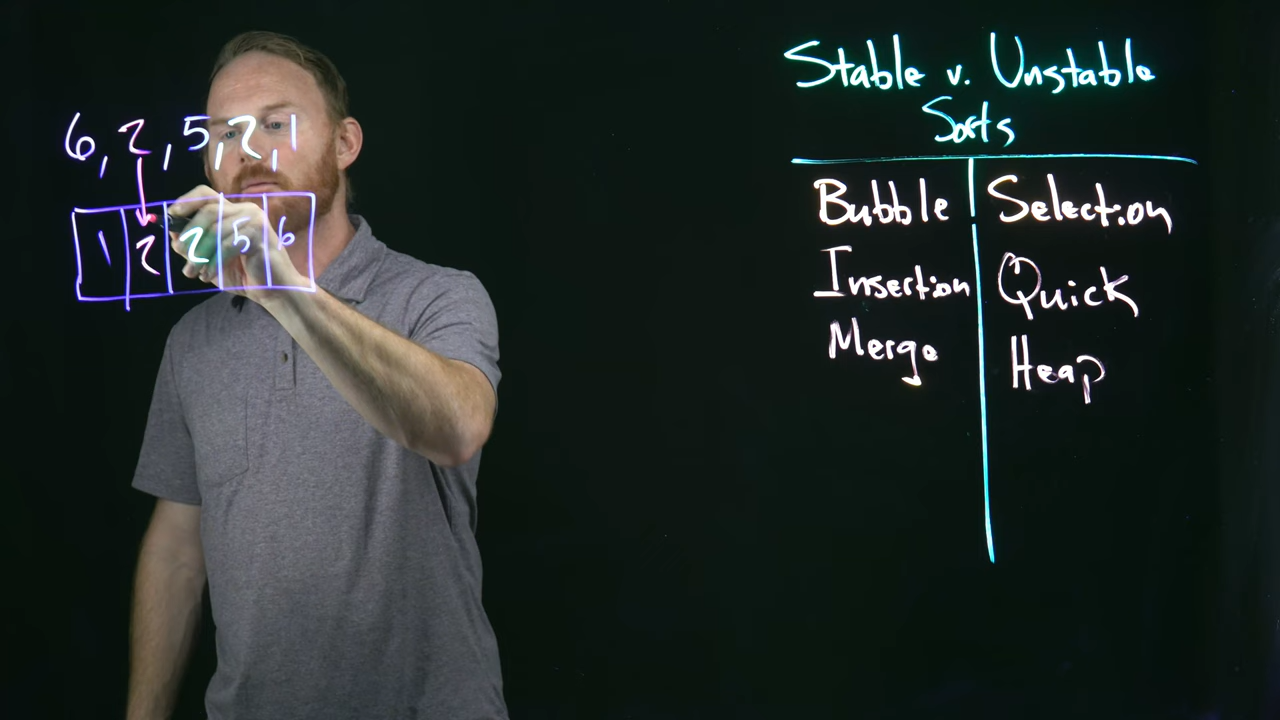 6, 2, 5, 2, 1
1 2 2 5 6
Stable v. Unstable
Sorts
Bubble Selection
Insertion Quick
Merge Heap